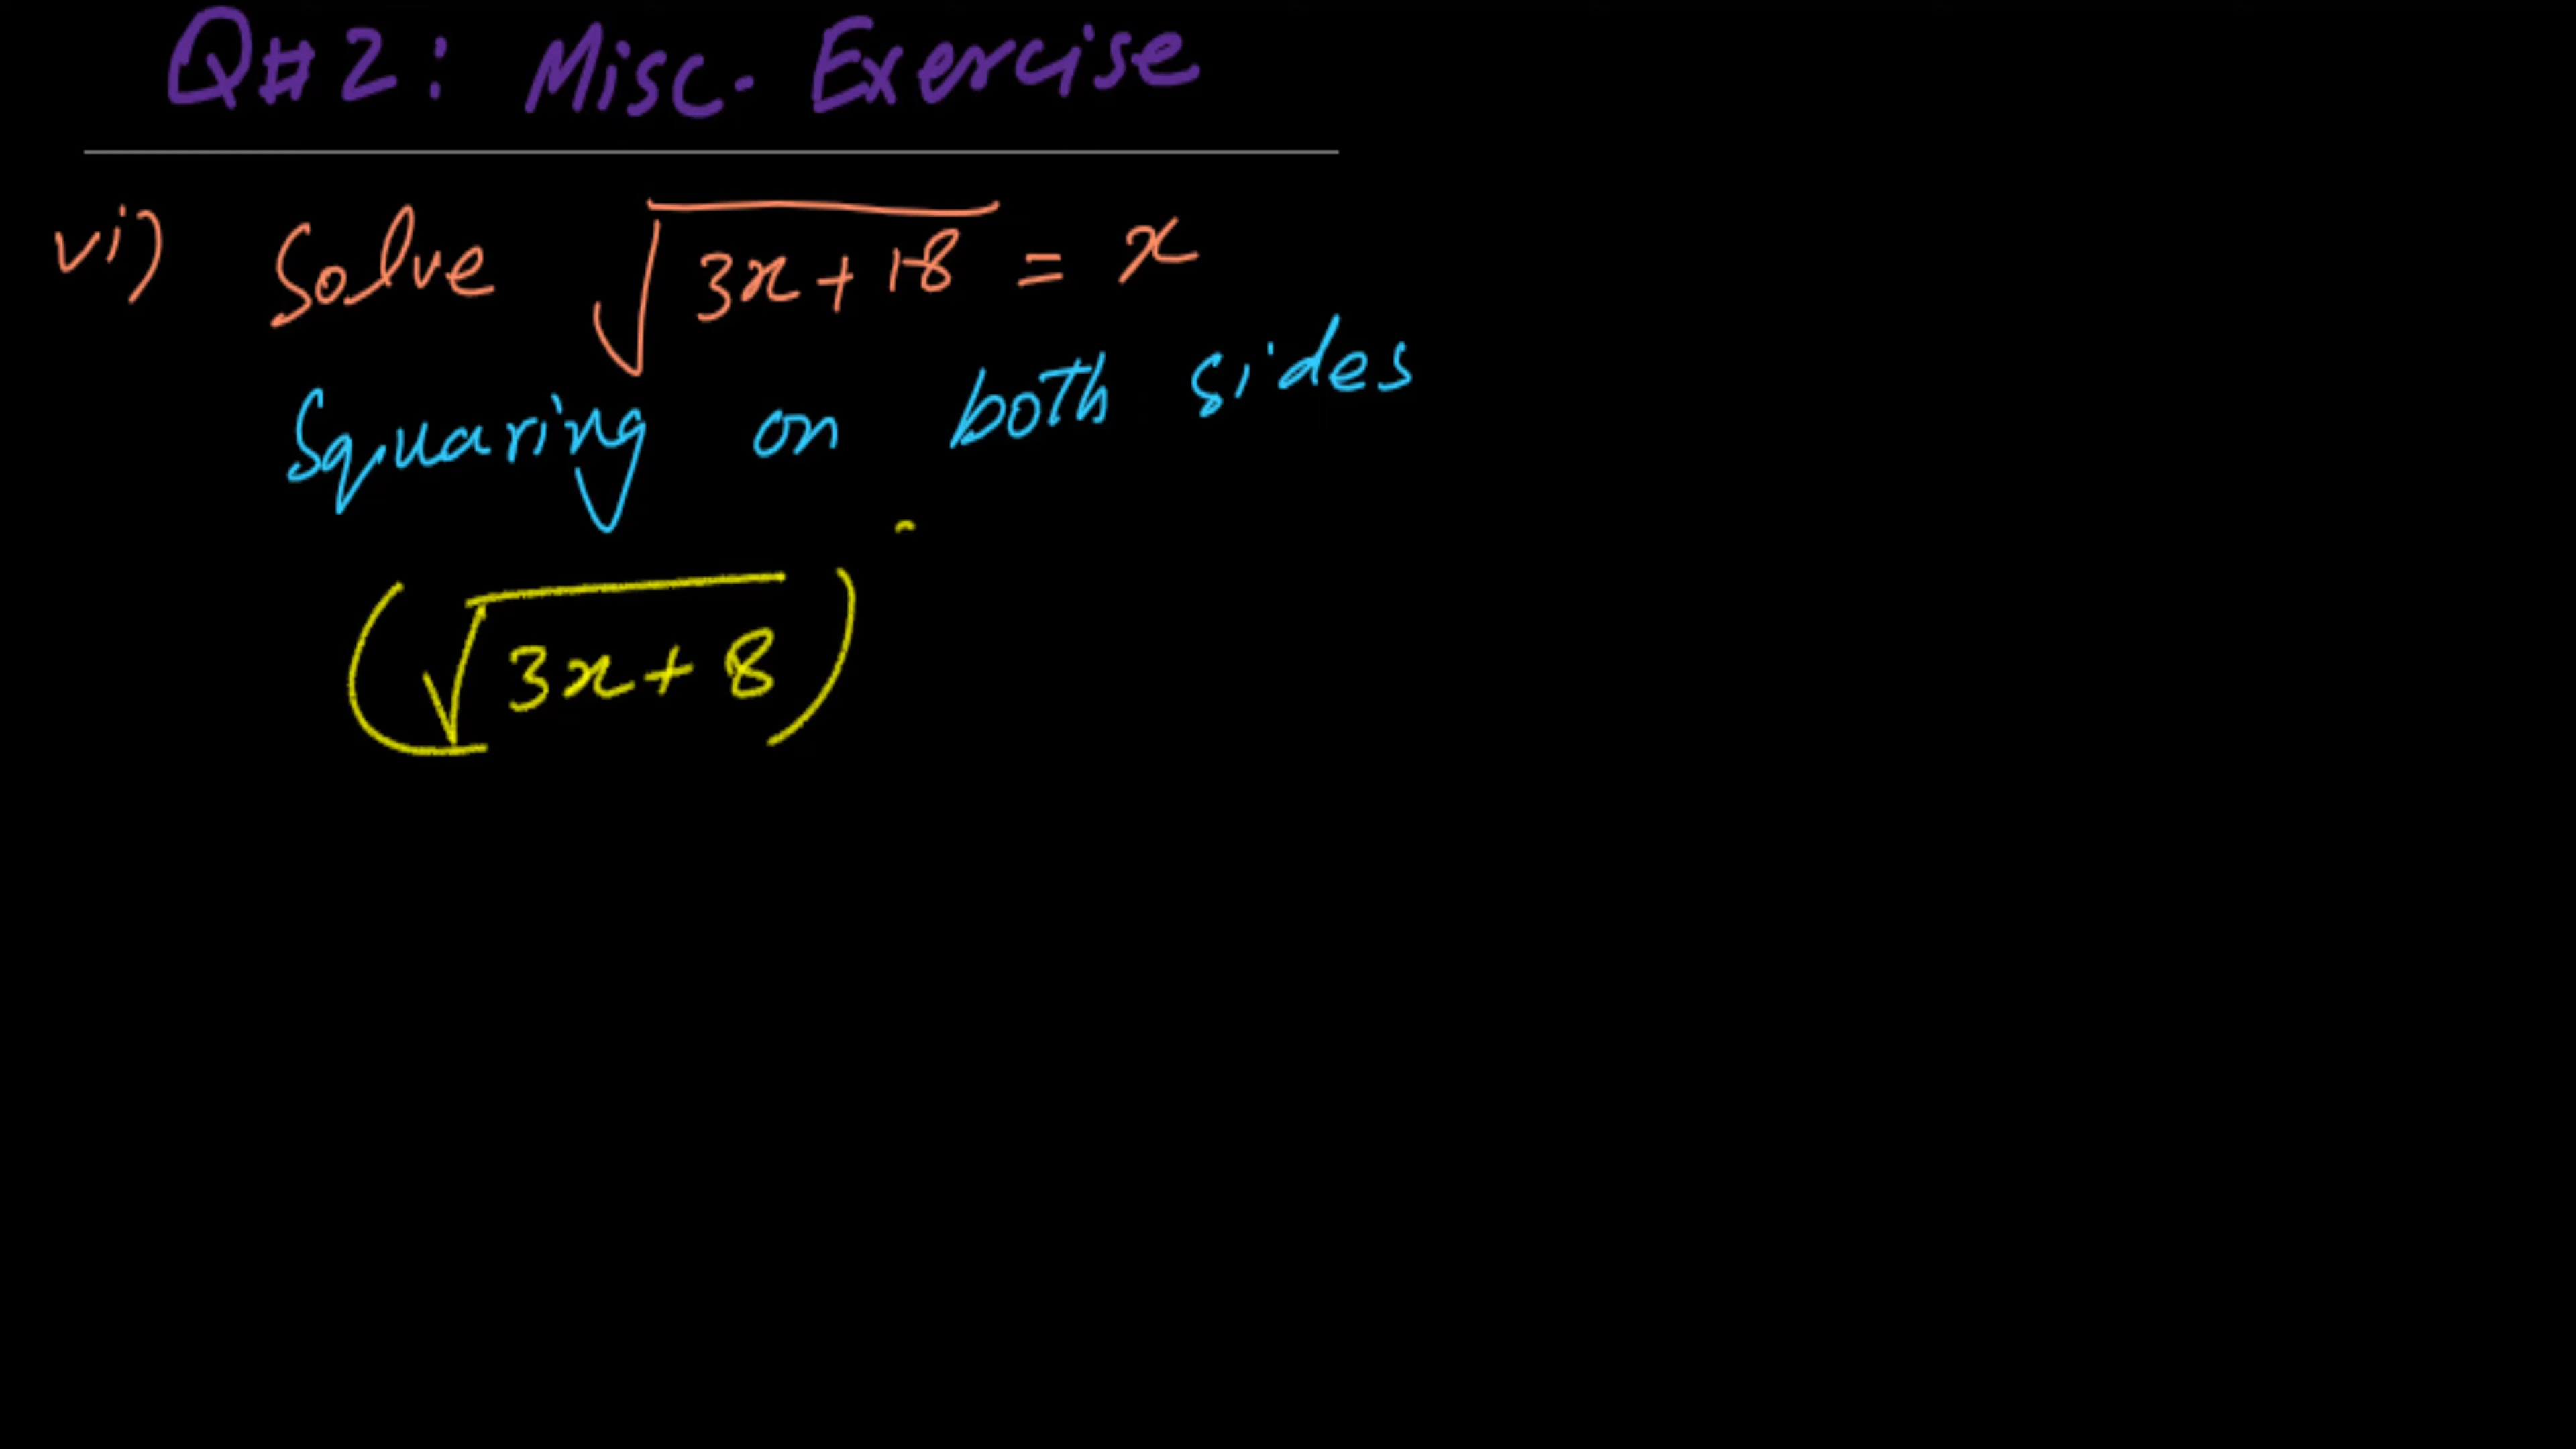 Q#2: Misc. Exercise
vi) Solve √(3x+18) = x
Squaring on both sides
(√(3x+8))